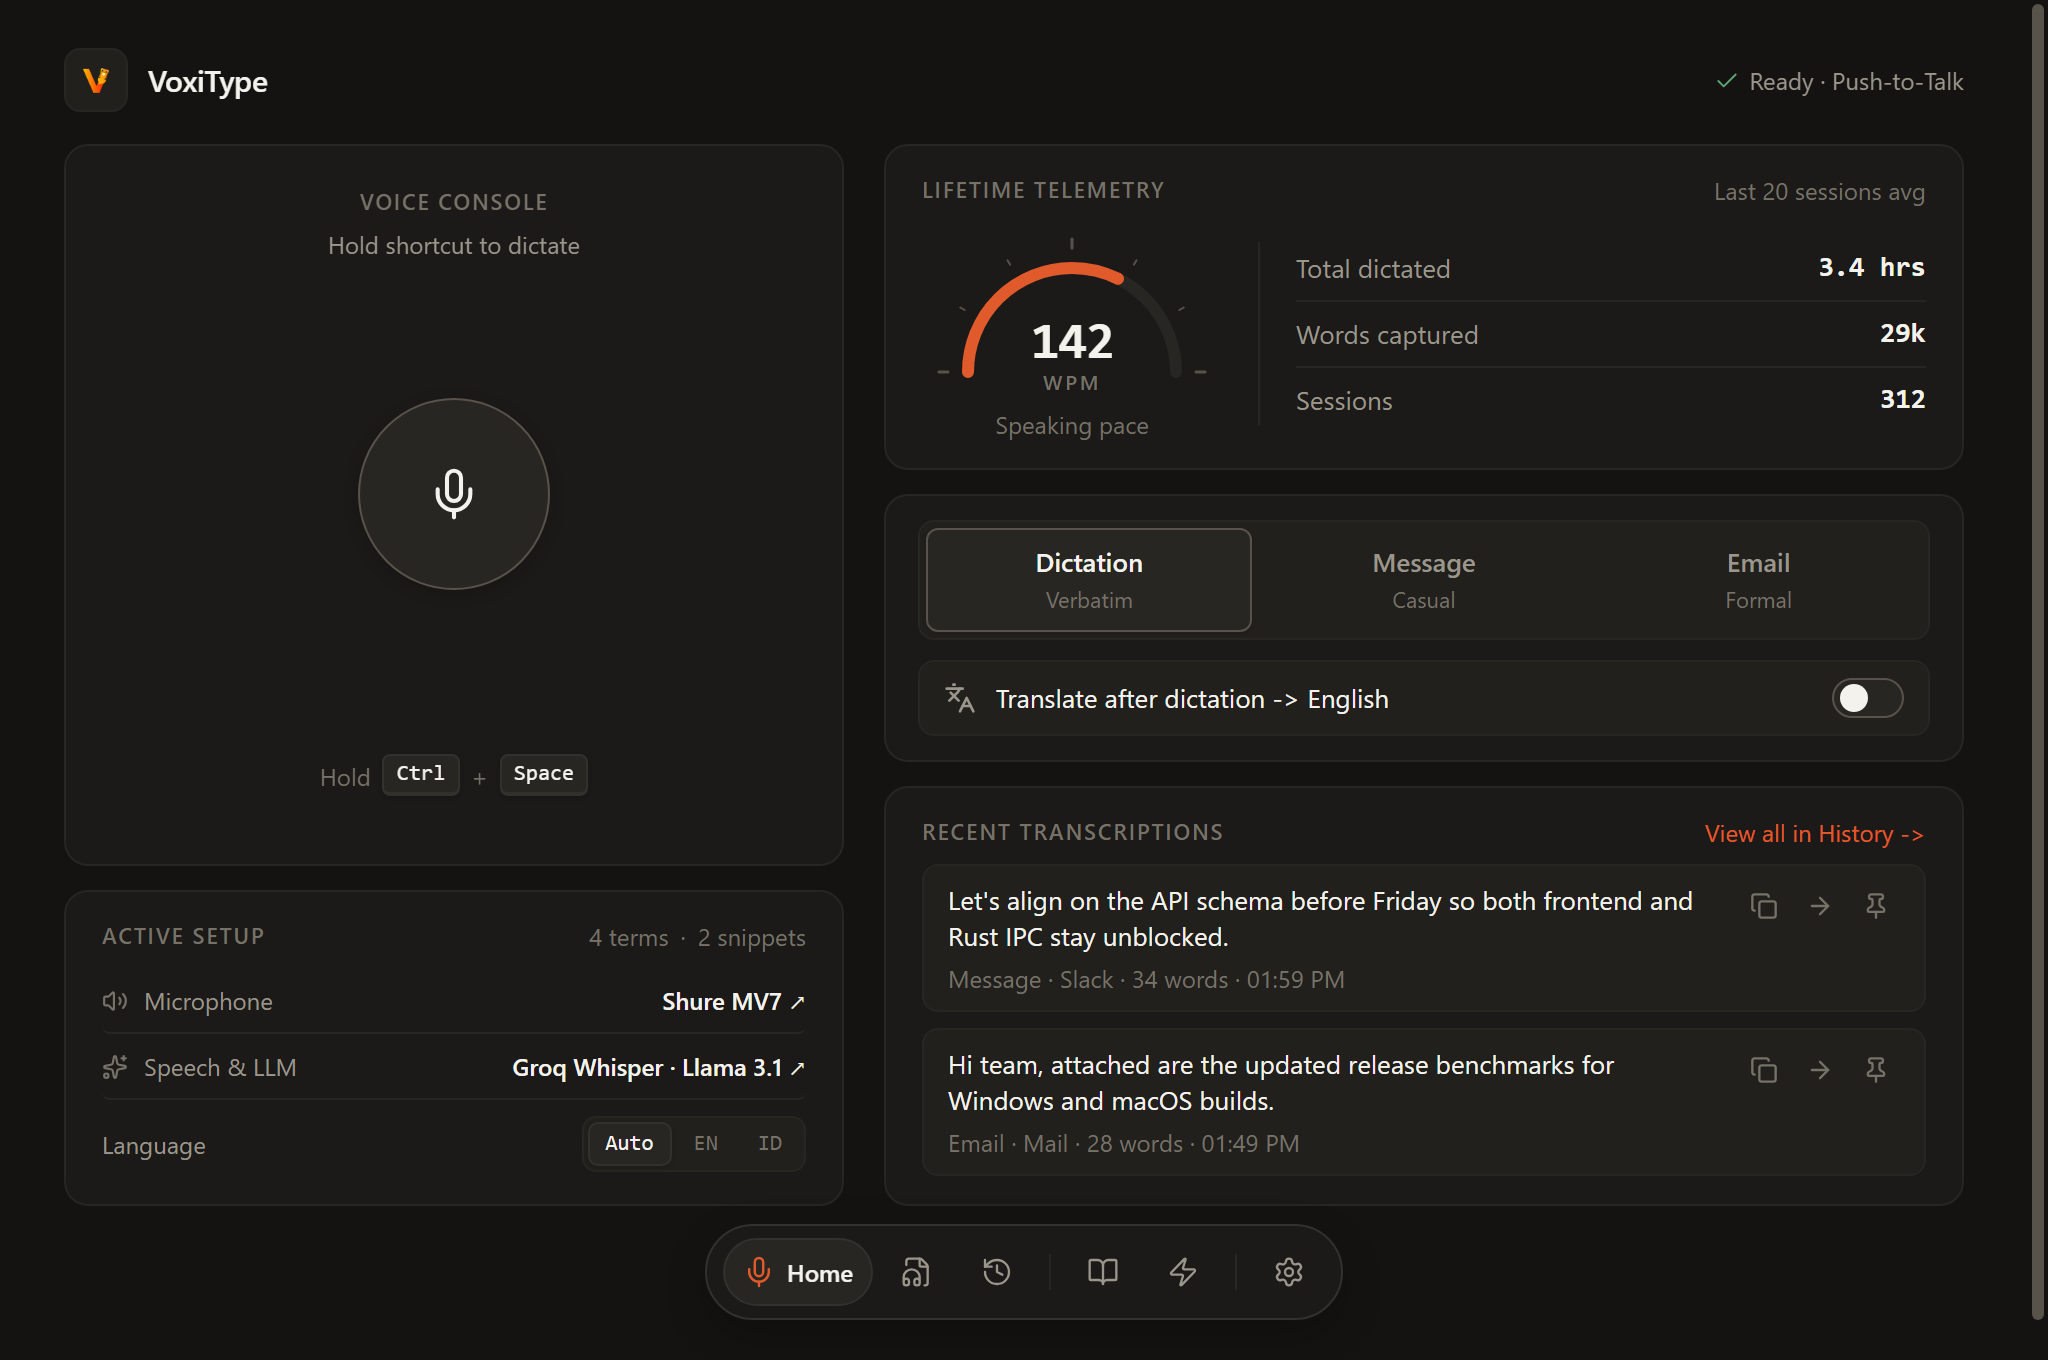 VoxiType
Ready · Push-to-Talk
VOICE CONSOLE
Hold shortcut to dictate
Hold Ctrl + Space
ACTIVE SETUP
4 terms · 2 snippets
Microphone
Shure MV7 ↗
Speech & LLM
Groq Whisper · Llama 3.1 ↗
Language
Auto EN ID
LIFETIME TELEMETRY
Last 20 sessions avg
142
WPM
Speaking pace
Total dictated
3.4 hrs
Words captured
29k
Sessions
312
Dictation
Verbatim
Message
Casual
Email
Formal
Translate after dictation -> English
RECENT TRANSCRIPTIONS
View all in History ->
Let's align on the API schema before Friday so both frontend and
Rust IPC stay unblocked.
Message · Slack · 34 words · 01:59 PM
Hi team, attached are the updated release benchmarks for
Windows and macOS builds.
Email · Mail · 28 words · 01:49 PM
Home